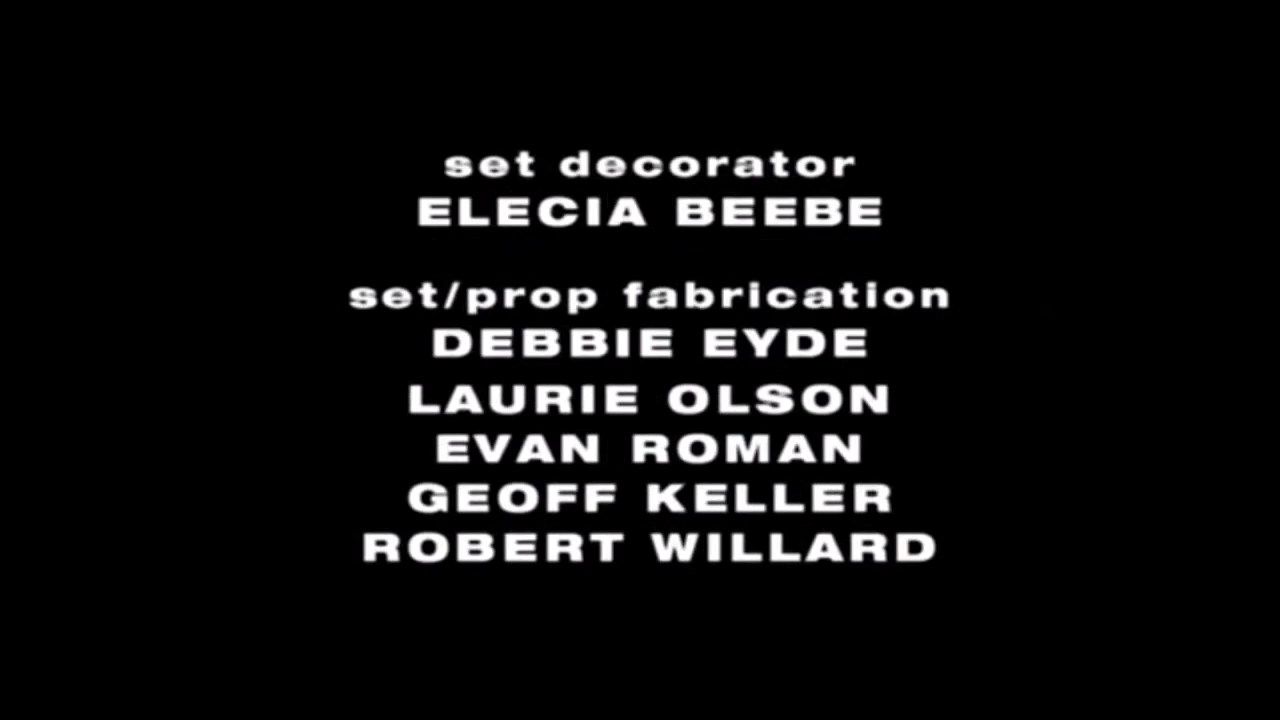 set decorator
ELECIA BEEBE
set/prop fabrication
DEBBIE EYDE
LAURIE OLSON
EVAN ROMAN
GEOFF KELLER
ROBERT WILLARD